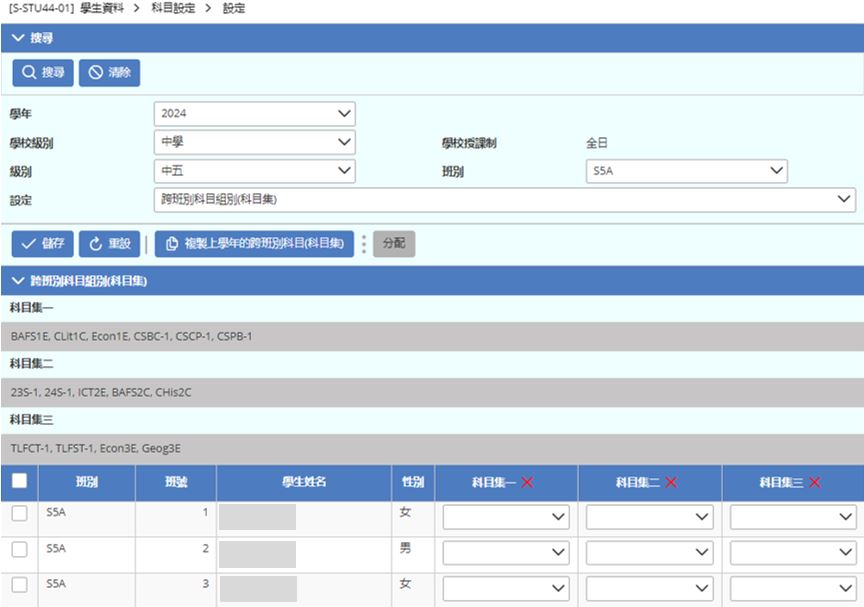 [S-STU44-01] 學生資料 > 科目設定 > 設定
搜尋
搜尋 清除
學年 2024
學校級別 中學 學校授課制 全日
級別 中五 班別 S5A
設定 跨班別科目組別(科目集)
儲存 重設 複製上學年的跨班別科目(科目集) 分配
跨班別科目組別(科目集)
科目集一
BAFS1E, CLit1C, Econ1E, CSBC-1, CSCP-1, CSPB-1
科目集二
23S-1, 24S-1, ICT2E, BAFS2C, CHis2C
科目集三
TLFCT-1, TLFST-1, Econ3E, Geog3E
班別 班號 學生姓名 性別 科目集一 科目集二 科目集三
S5A 1 女
S5A 2 男
S5A 3 女